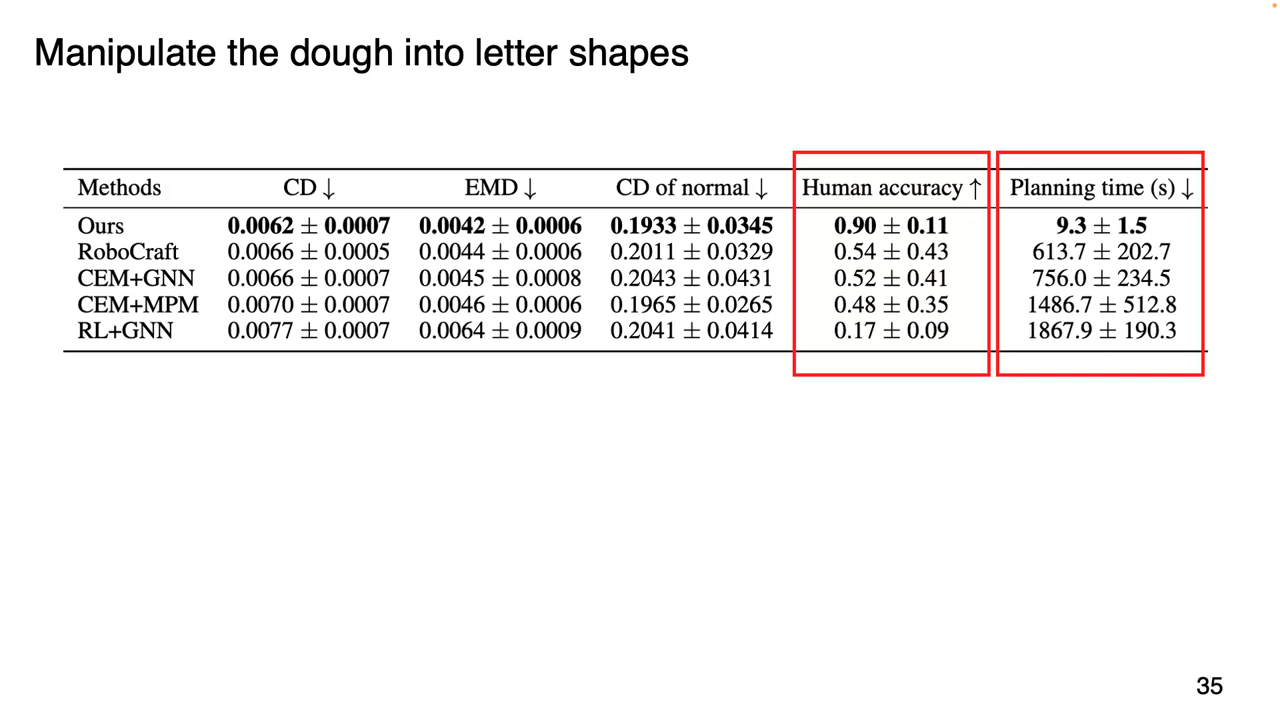 Manipulate the dough into letter shapes
Methods CD ↓ EMD ↓ CD of normal ↓ Human accuracy ↑ Planning time (s) ↓
Ours 0.0062 ± 0.0007 0.0042 ± 0.0006 0.1933 ± 0.0345 0.90 ± 0.11 9.3 ± 1.5
RoboCraft 0.0066 ± 0.0005 0.0044 ± 0.0006 0.2011 ± 0.0329 0.54 ± 0.43 613.7 ± 202.7
CEM+GNN 0.0066 ± 0.0007 0.0045 ± 0.0008 0.2043 ± 0.0431 0.52 ± 0.41 756.0 ± 234.5
CEM+MPM 0.0070 ± 0.0007 0.0046 ± 0.0006 0.1965 ± 0.0265 0.48 ± 0.35 1486.7 ± 512.8
RL+GNN 0.0077 ± 0.0007 0.0064 ± 0.0009 0.2041 ± 0.0414 0.17 ± 0.09 1867.9 ± 190.3
35